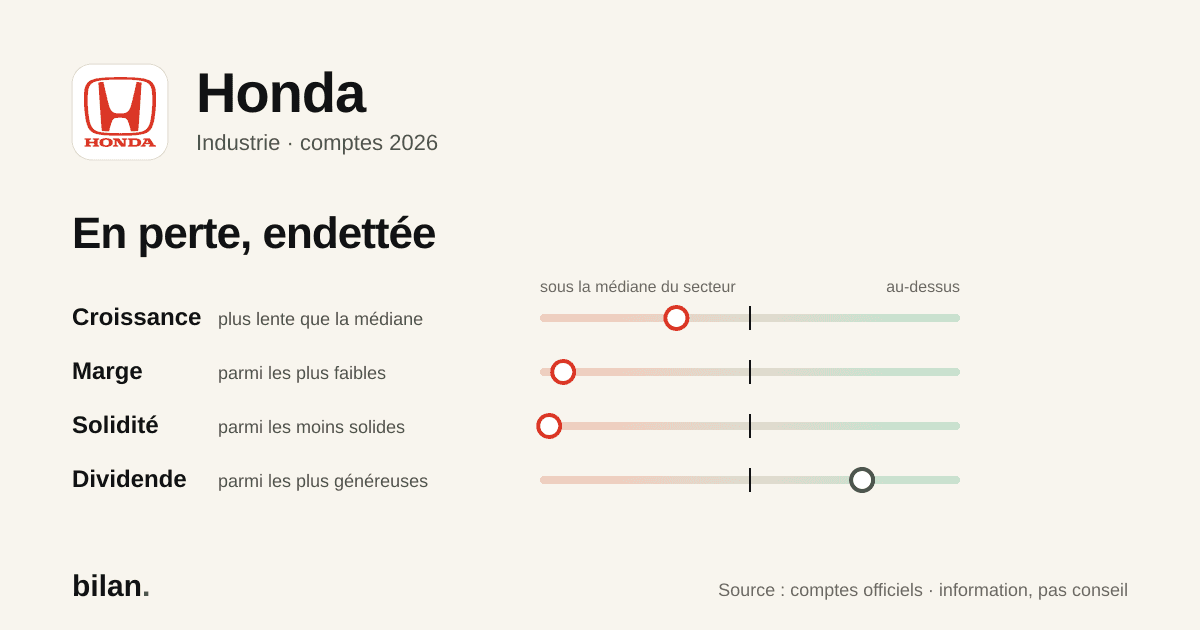 HONDA
Honda
Industrie · comptes 2026
En perte, endettée
sous la médiane du secteur au-dessus
Croissance plus lente que la médiane
Marge parmi les plus faibles
Solidité parmi les moins solides
Dividende parmi les plus généreuses
bilan.
Source : comptes officiels · information, pas conseil